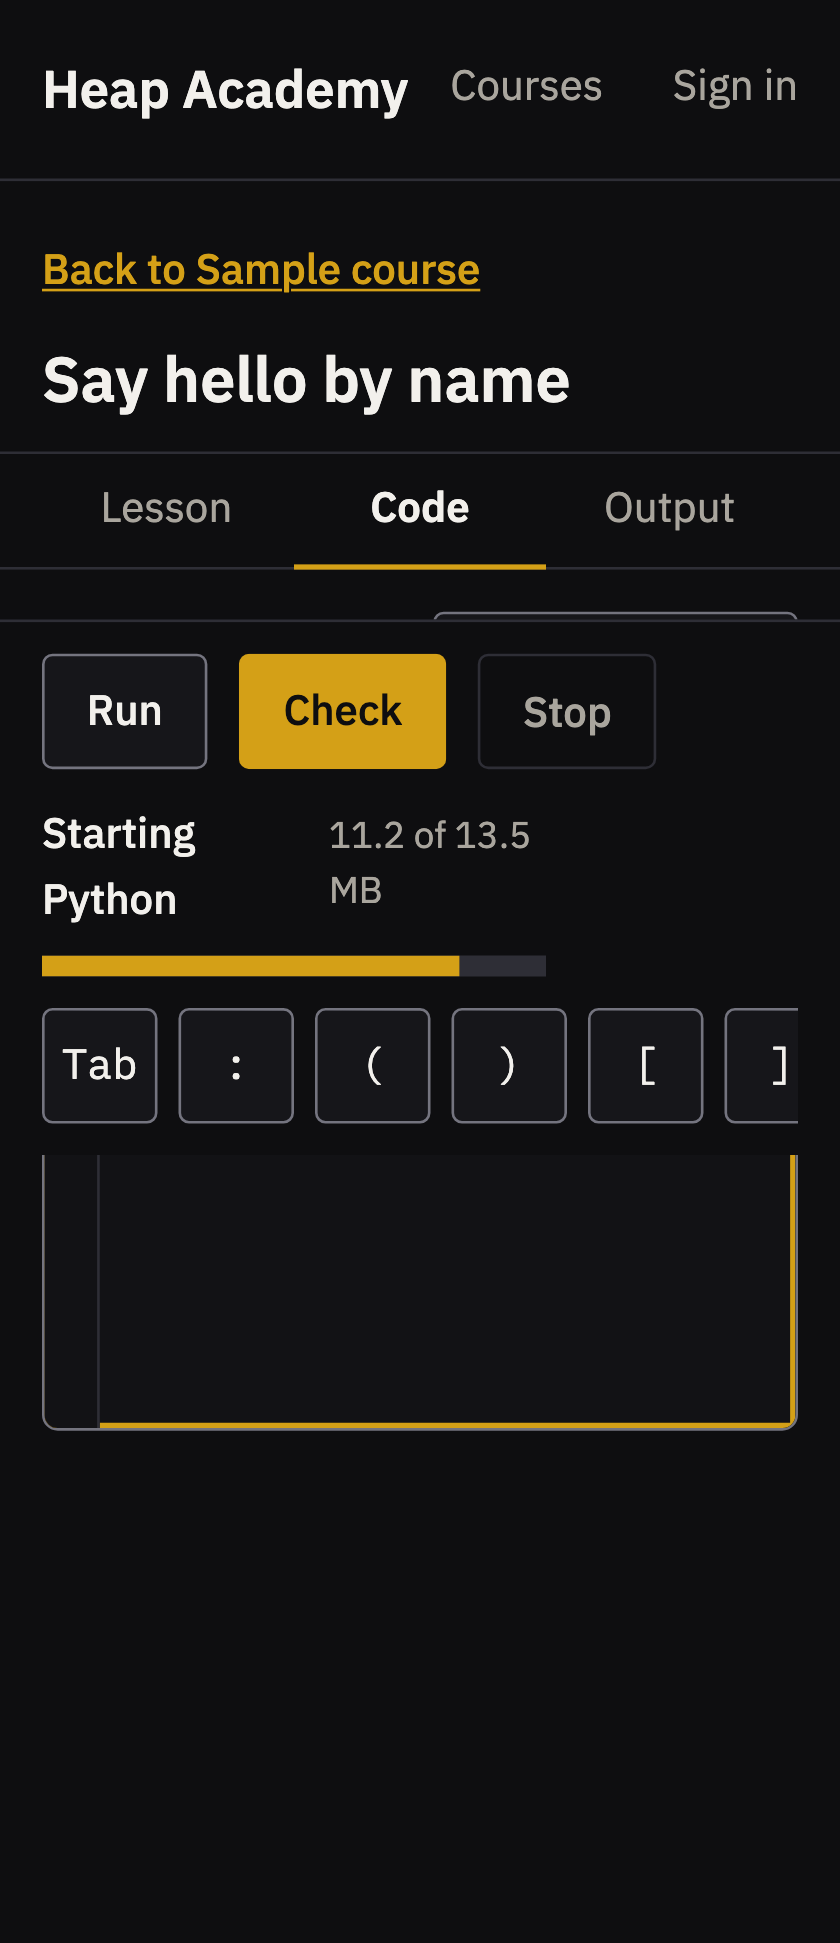 Heap Academy Courses Sign in
Back to Sample course
Say hello by name
Lesson Code Output
Run Check Stop
Starting Python
11.2 of 13.5 MB
Tab : ( ) [ ]